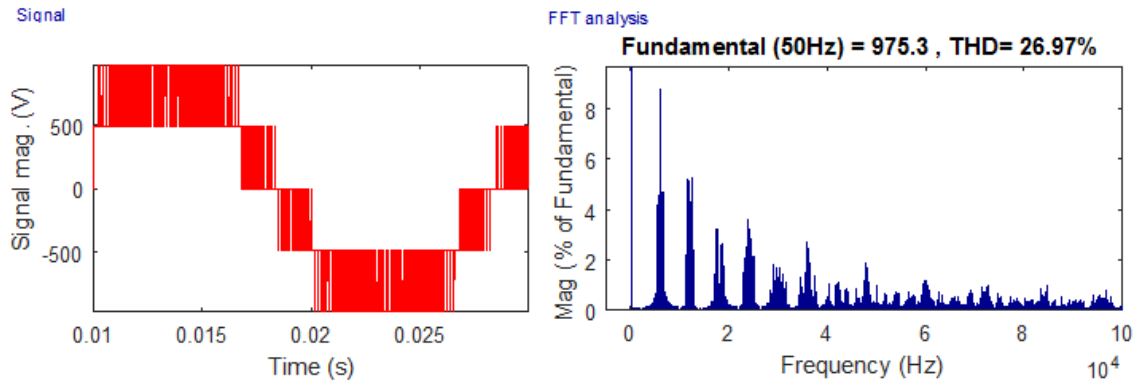 Signal
Signal mag. (V)
500
0
-500
0.01
0.015
0.02
0.025
Time (s)
FFT analysis
Fundamental (50Hz) = 975.3 , THD= 26.97%
Mag (% of Fundamental)
8
6
4
2
0
0
2
4
6
8
10
Frequency (Hz)
10^4